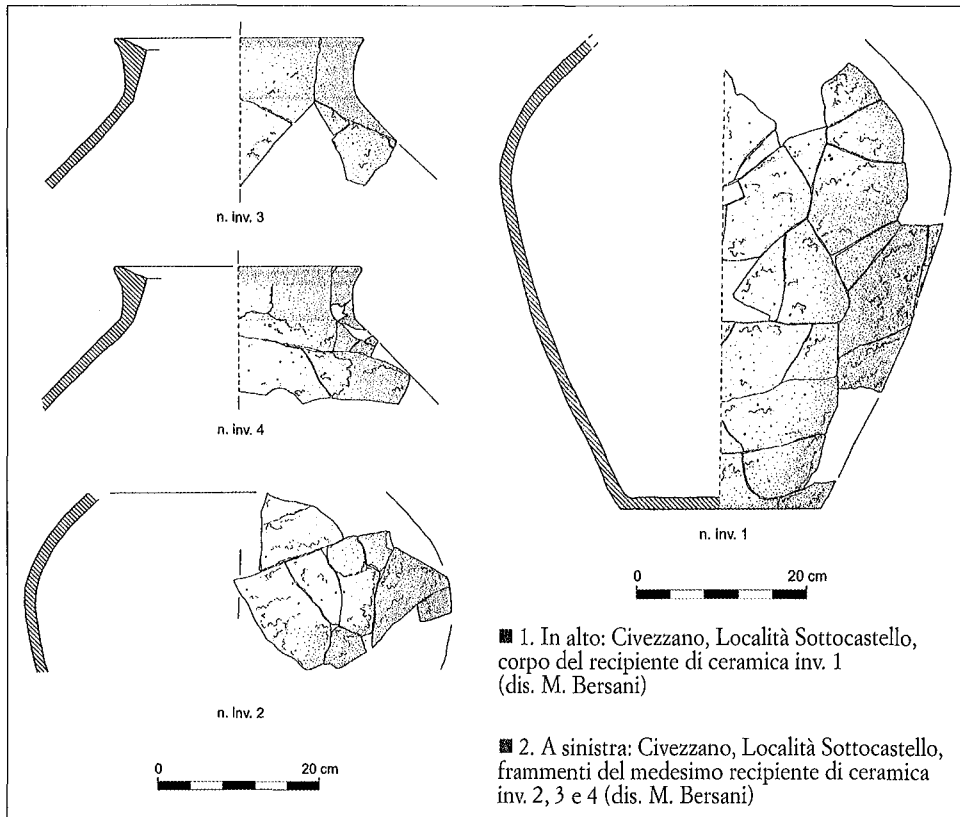 n. inv. 3
n. inv. 4
n. inv. 2
0 20 cm
n. inv. 1
0 20 cm
■ 1. In alto: Civezzano, Località Sottocastello,
corpo del recipiente di ceramica inv. 1
(dis. M. Bersani)
■ 2. A sinistra: Civezzano, Località Sottocastello,
frammenti del medesimo recipiente di ceramica
inv. 2, 3 e 4 (dis. M. Bersani)